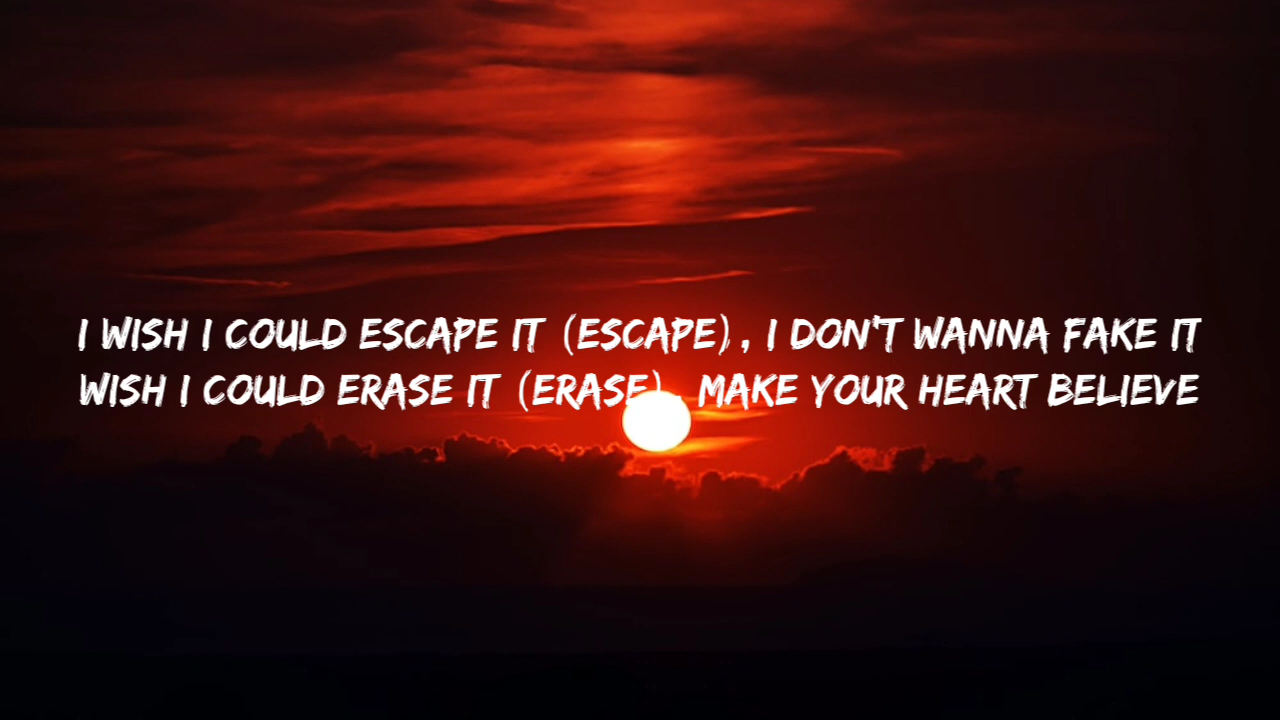 I WISH I COULD ESCAPE IT (ESCAPE), I DON'T WANNA FAKE IT
WISH I COULD ERASE IT (ERASE), MAKE YOUR HEART BELIEVE